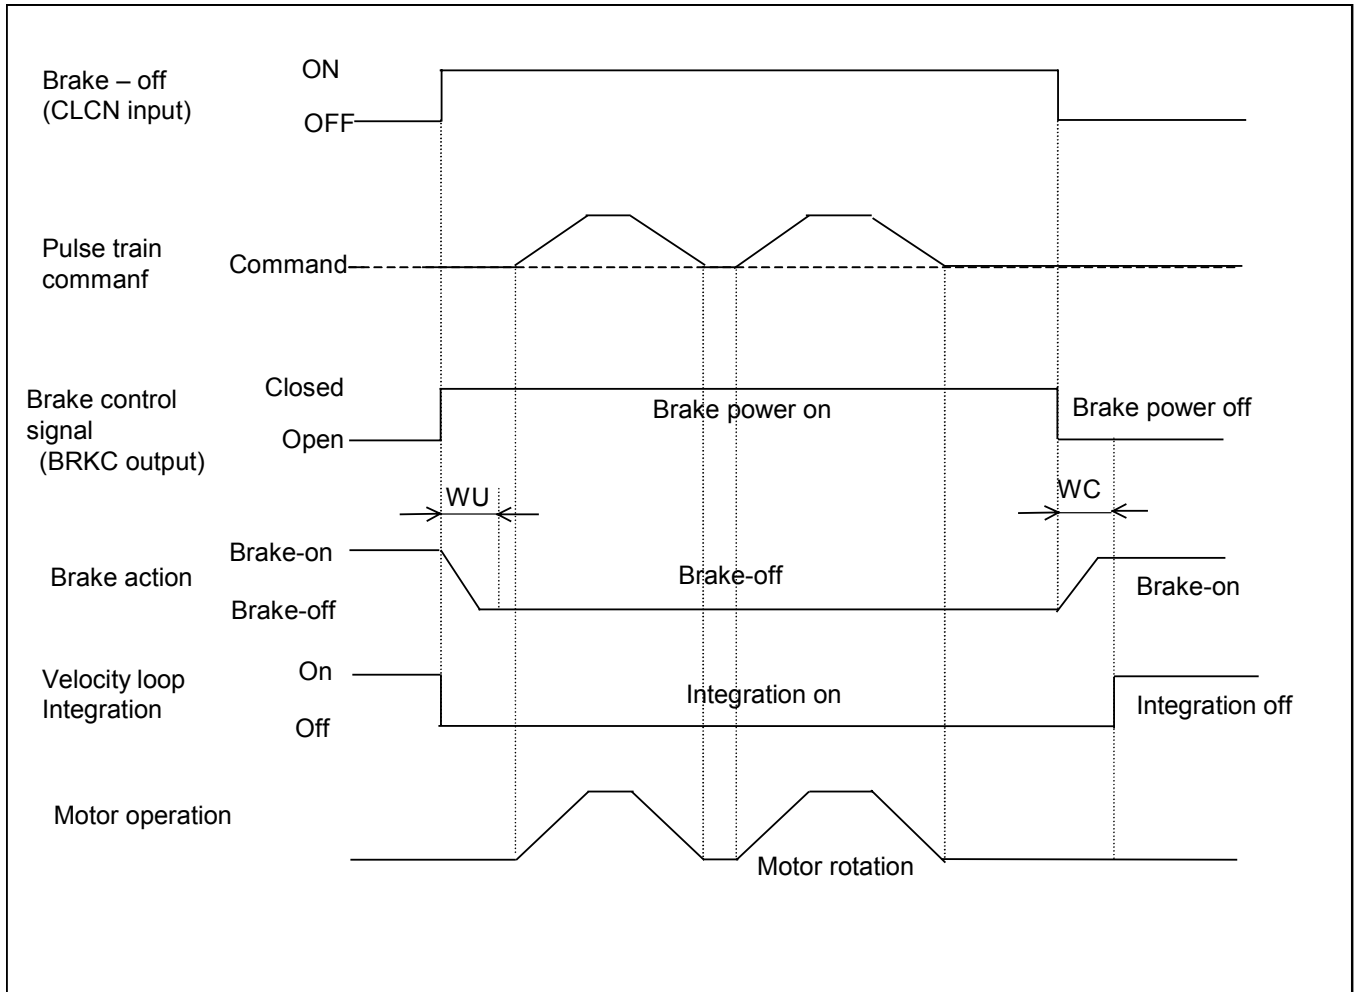 Brake – off
(CLCN input)
ON
OFF
Pulse train
commanf
Command
Brake control
signal
(BRKC output)
Closed
Open
Brake power on
Brake power off
WU
WC
Brake action
Brake-on
Brake-off
Brake-off
Brake-on
Velocity loop
Integration
On
Off
Integration on
Integration off
Motor operation
Motor rotation